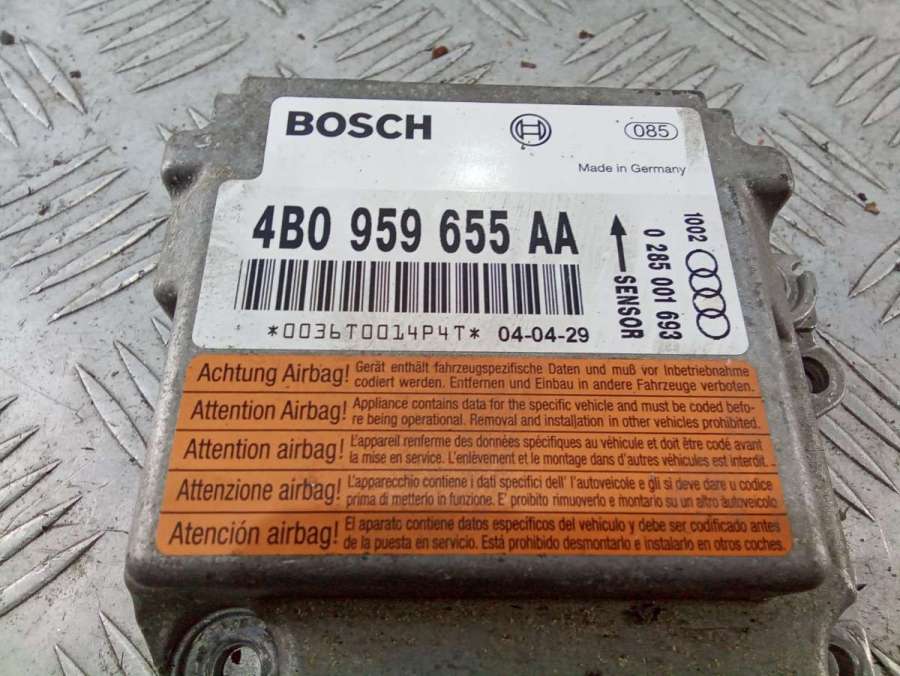 BOSCH
085
Made in Germany
4B0 959 655 AA
*0036T0014P4T* 04-04-29
SENSOR
0 285 001 693
1002
Achtung Airbag! Gerät enthält fahrzeugspezifische Daten und muß vor Inbetriebnahme
codiert werden. Entfernen und Einbau in andere Fahrzeuge verboten.
Attention Airbag! Appliance contains data for the specific vehicle and must be coded befo-
re being operational. Removal and installation in other vehicles prohibited.
Attention airbag! L'appareil renferme des données spécifiques au véhicule et doit être codé avant
la mise en service. L'enlèvement et le montage dans d'autres véhicules est interdit.
Attenzione airbag! L'apparecchio contiene i dati specifici dell' l'autoveicole e gli si deve dare u codice
prima di metterlo in funzione. E' proibito rimuoverlo e montarlo su un altro autoveicolo
Atención airbag! El aparato contiene datos específicos del vehículo y debe ser codificado antes
de la puesta en servicio. Está prohibido desmontarlo e instalarlo en otros coches.